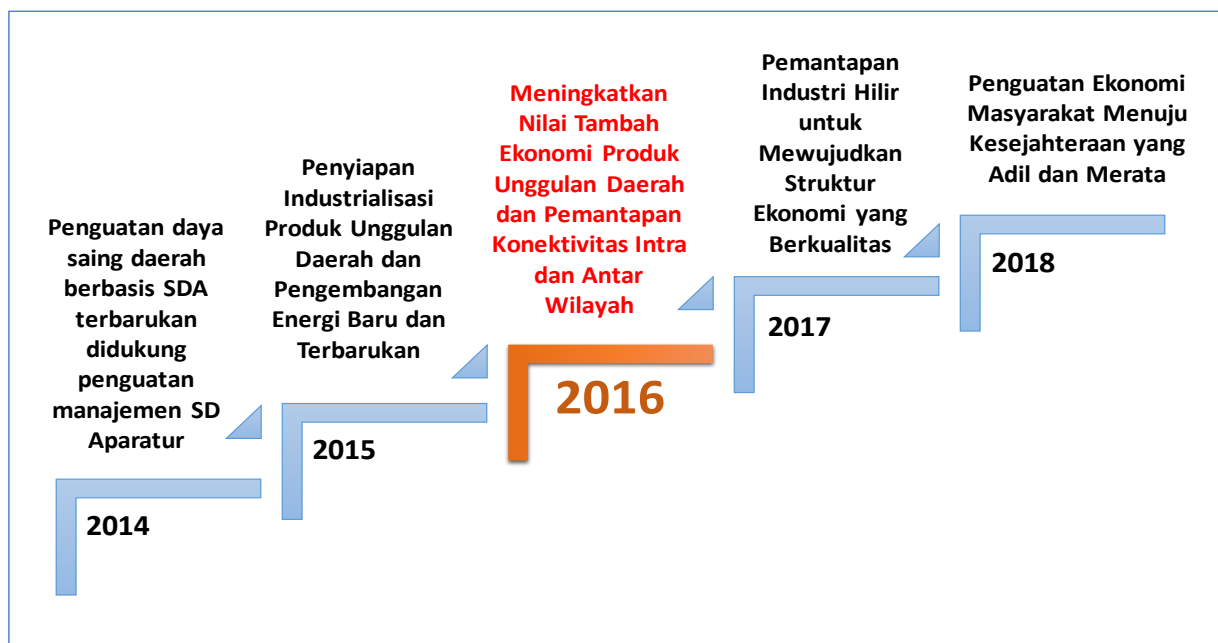 Penguatan daya
saing daerah
berbasis SDA
terbarukan
didukung
penguatan
manajemen SD
Aparatur
2014
Penyiapan
Industrialisasi
Produk Unggulan
Daerah dan
Pengembangan
Energi Baru dan
Terbarukan
2015
Meningkatkan
Nilai Tambah
Ekonomi Produk
Unggulan Daerah
dan Pemantapan
Konektivitas Intra
dan Antar
Wilayah
2016
Pemantapan
Industri Hilir
untuk
Mewujudkan
Struktur
Ekonomi yang
Berkualitas
2017
Penguatan Ekonomi
Masyarakat Menuju
Kesejahteraan yang
Adil dan Merata
2018